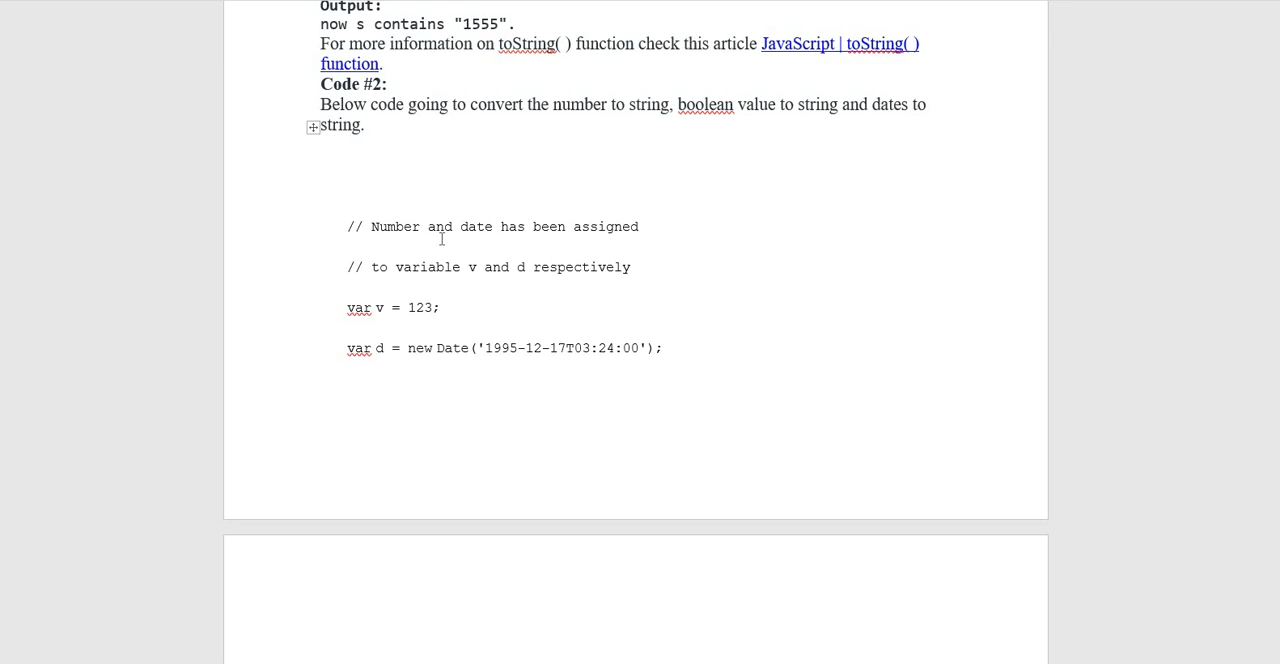 Output:
now s contains "1555".
For more information on toString( ) function check this article JavaScript | toString( )
function.
Code #2:
Below code going to convert the number to string, boolean value to string and dates to
string.
// Number and date has been assigned
// to variable v and d respectively
var v = 123;
var d = new Date('1995-12-17T03:24:00');